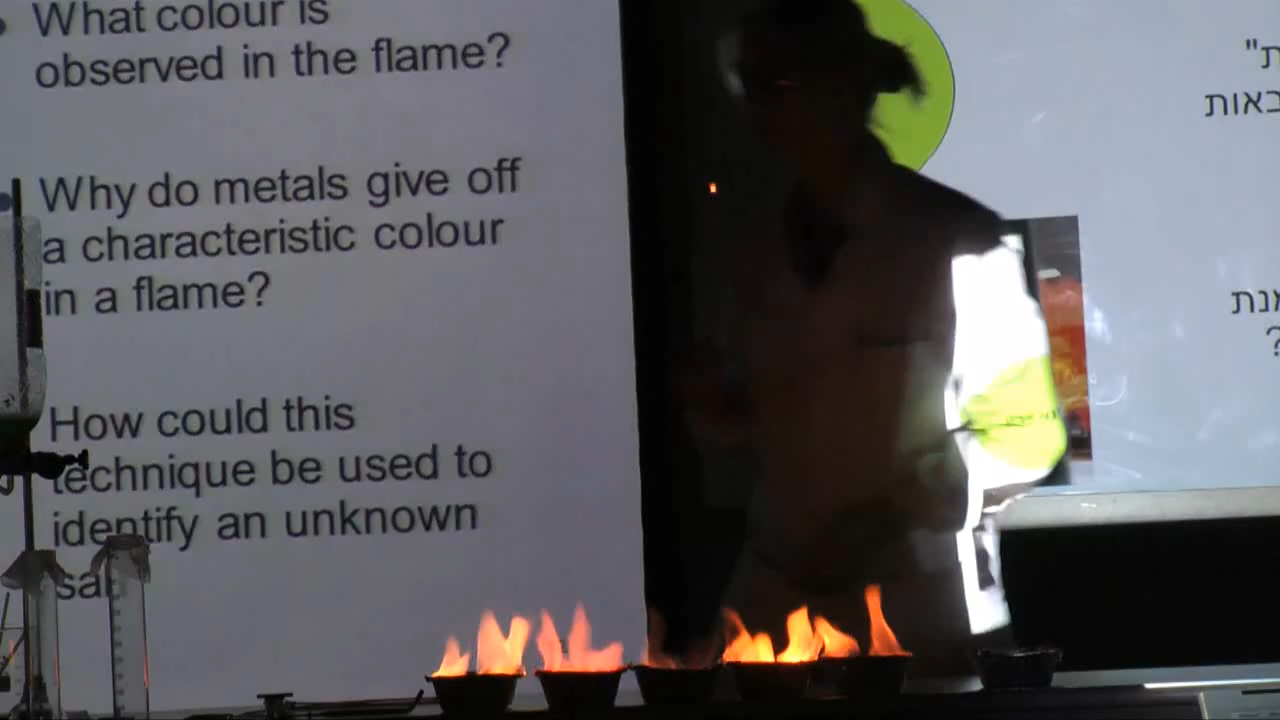 What colour is
observed in the flame?
Why do metals give off
a characteristic colour
in a flame?
How could this
technique be used to
identify an unknown